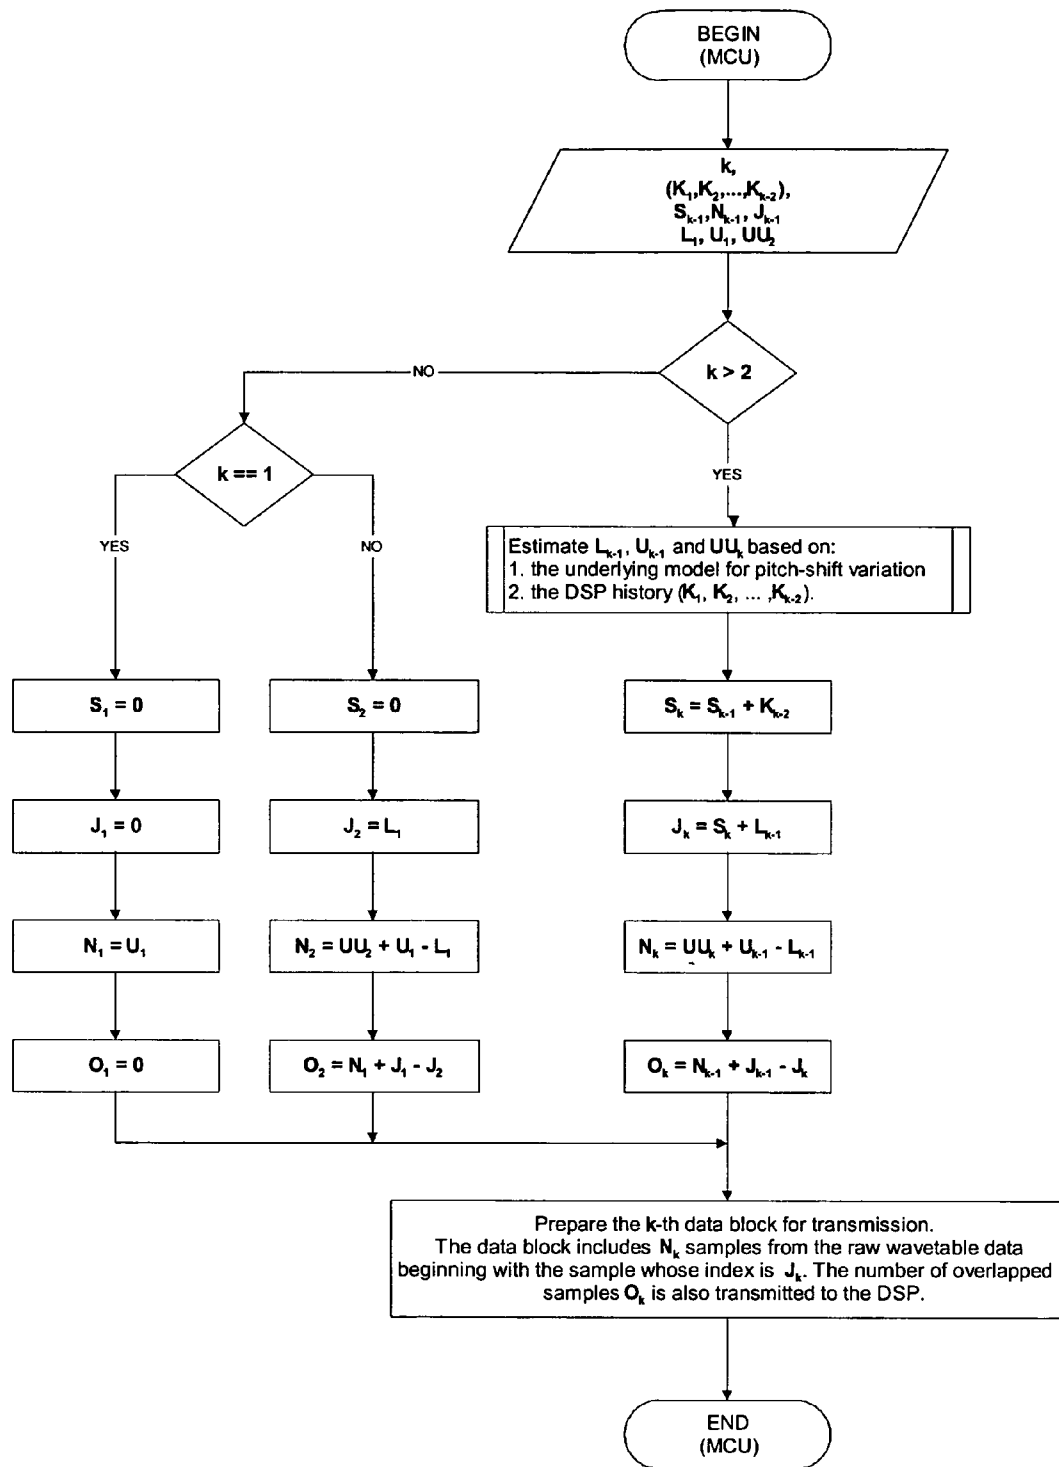 BEGIN
(MCU)
k,
(K₁,K₂,...,Kₖ₋₂),
Sₖ₋₁,Nₖ₋₁, Jₖ₋₁
L₁, U₁, UU₂
k > 2
NO
YES
k == 1
YES
NO
Estimate Lₖ₋₁, Uₖ₋₁ and UUₖ based on:
1. the underlying model for pitch-shift variation
2. the DSP history (K₁, K₂, ... ,Kₖ₋₂).
S₁ = 0
S₂ = 0
Sₖ = Sₖ₋₁ + Kₖ₋₂
J₁ = 0
J₂ = L₁
Jₖ = Sₖ + Lₖ₋₁
N₁ = U₁
N₂ = UU₂ + U₁ - L₁
Nₖ = UUₖ + Uₖ₋₁ - Lₖ₋₁
O₁ = 0
O₂ = N₁ + J₁ - J₂
Oₖ = Nₖ₋₁ + Jₖ₋₁ - Jₖ
Prepare the k-th data block for transmission.
The data block includes Nₖ samples from the raw wavetable data
beginning with the sample whose index is Jₖ. The number of overlapped
samples Oₖ is also transmitted to the DSP.
END
(MCU)